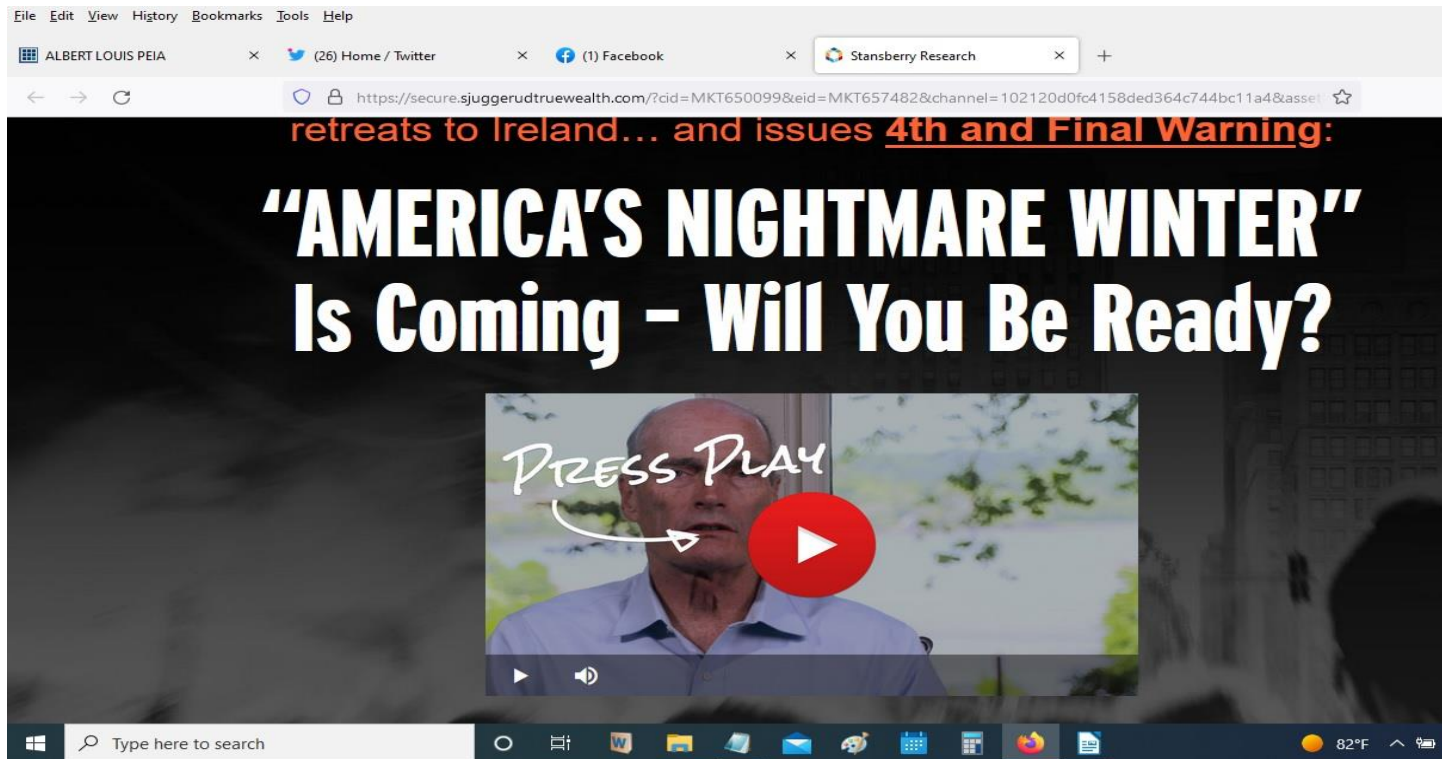 File Edit View History Bookmarks Tools Help
ALBERT LOUIS PEIA × (26) Home / Twitter × (1) Facebook × Stansberry Research × +
https://secure.sjuggerudtruewealth.com/?cid=MKT650099&eid=MKT657482&channel=102120d0fc4158ded364c744bc11a4&asset
retreats to Ireland... and issues 4th and Final Warning:
“AMERICA’S NIGHTMARE WINTER”
Is Coming – Will You Be Ready?
PRESS PLAY
Type here to search 82°F